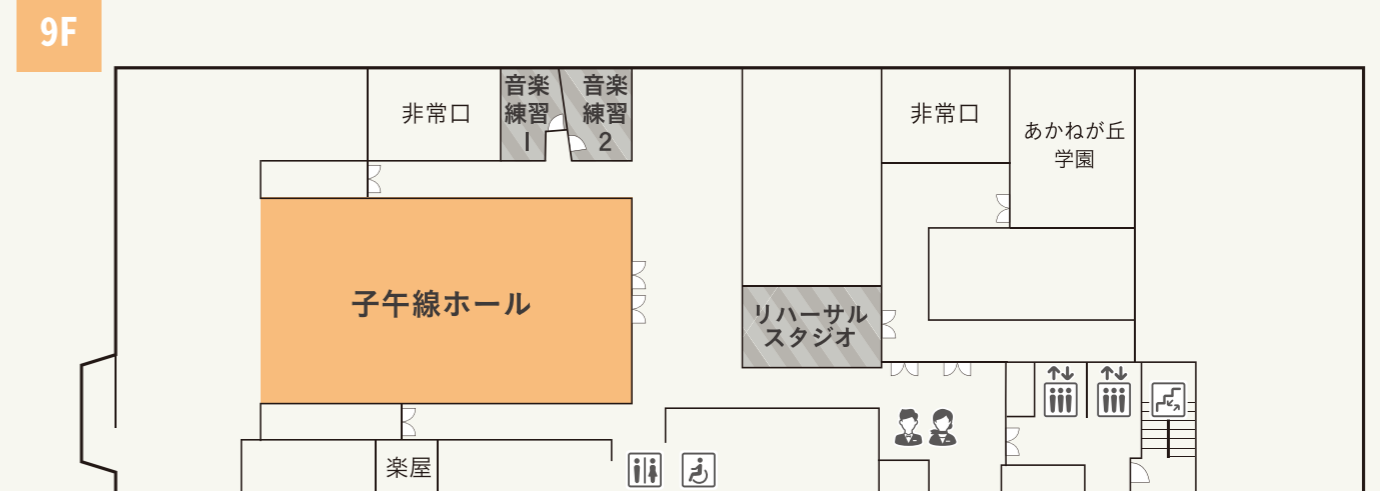 9F
非常口
音楽
練習
1
音楽
練習
2
非常口
あかねが丘
学園
子午線ホール
リハーサル
スタジオ
楽屋